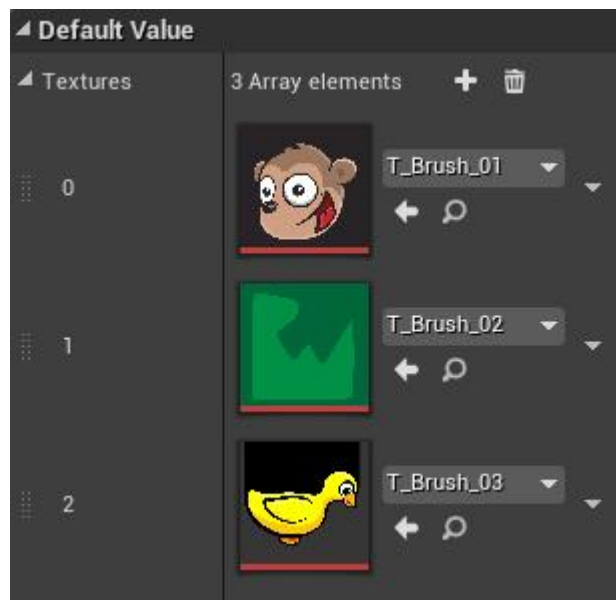 Default Value
Textures 3 Array elements
0 T_Brush_01
1 T_Brush_02
2 T_Brush_03